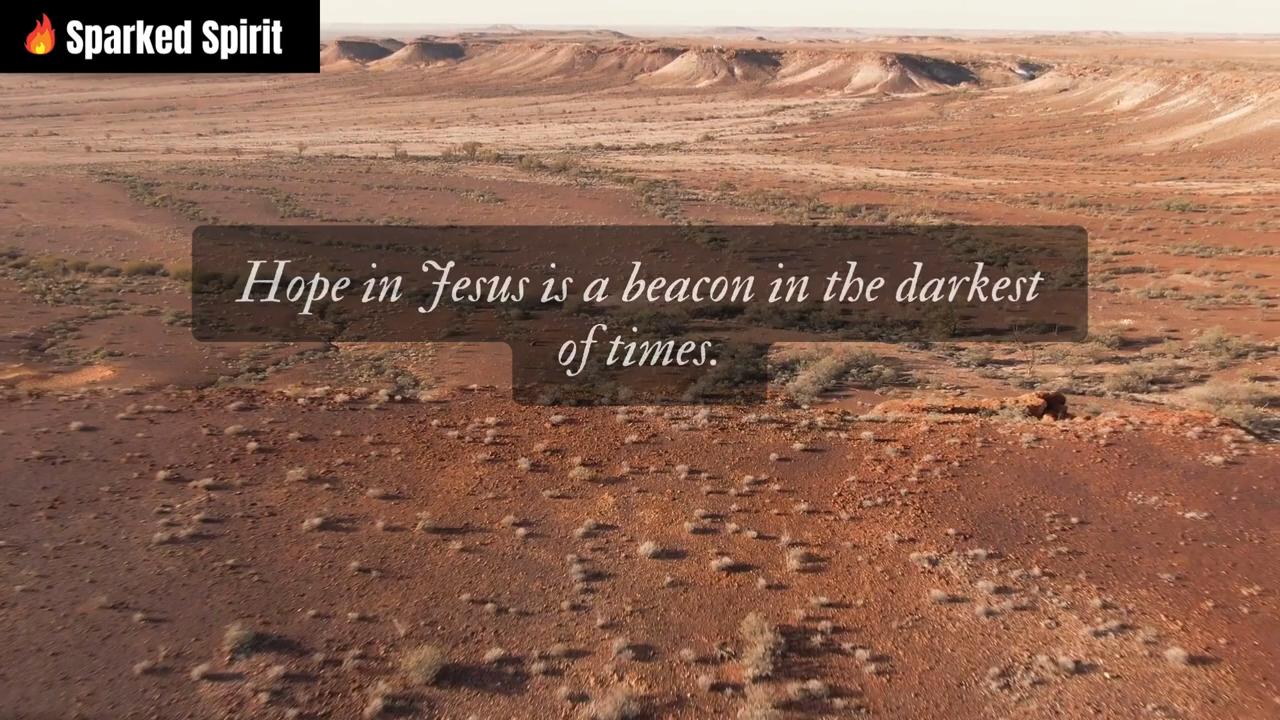 🔥 Sparked Spirit
Hope in Jesus is a beacon in the darkest
of times.